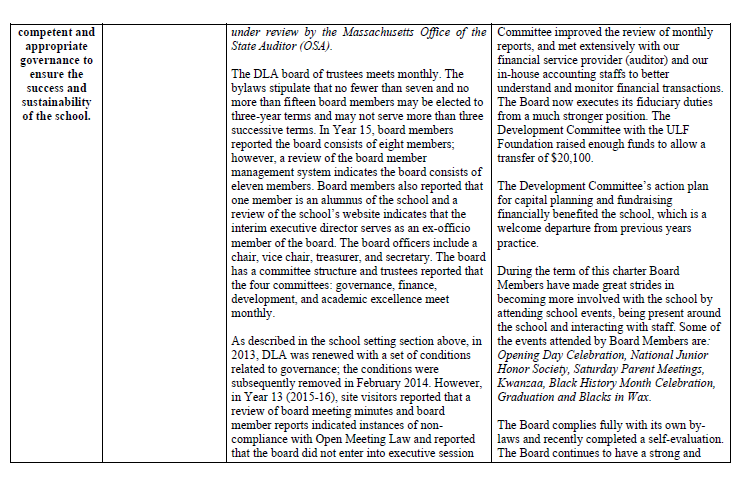 competent and
appropriate
governance to
ensure the
success and
sustainability
of the school.
under review by the Massachusetts Office of the
State Auditor (OSA).
The DLA board of trustees meets monthly. The
bylaws stipulate that no fewer than seven and no
more than fifteen board members may be elected to
three-year terms and may not serve more than three
successive terms. In Year 15, board members
reported the board consists of eight members;
however, a review of the board member
management system indicates the board consists of
eleven members. Board members also reported that
one member is an alumnus of the school and a
review of the school's website indicates that the
interim executive director serves as an ex-officio
member of the board. The board officers include a
chair, vice chair, treasurer, and secretary. The board
has a committee structure and trustees reported that
the four committees: governance, finance,
development, and academic excellence meet
monthly.
As described in the school setting section above, in
2013, DLA was renewed with a set of conditions
related to governance; the conditions were
subsequently removed in February 2014. However,
in Year 13 (2015-16), site visitors reported that a
review of board meeting minutes and board
member reports indicated instances of non-
compliance with Open Meeting Law and reported
that the board did not enter into executive session
Committee improved the review of monthly
reports, and met extensively with our
financial service provider (auditor) and our
in-house accounting staffs to better
understand and monitor financial transactions.
The Board now executes its fiduciary duties
from a much stronger position. The
Development Committee with the ULF
Foundation raised enough funds to allow a
transfer of $20,100.
The Development Committee's action plan
for capital planning and fundraising
financially benefited the school, which is a
welcome departure from previous years
practice.
During the term of this charter Board
Members have made great strides in
becoming more involved with the school by
attending school events, being present around
the school and interacting with staff. Some of
the events attended by Board Members are:
Opening Day Celebration, National Junior
Honor Society, Saturday Parent Meetings,
Kwanzaa, Black History Month Celebration,
Graduation and Blacks in Wax.
The Board complies fully with its own by-
laws and recently completed a self-evaluation.
The Board continues to have a strong and